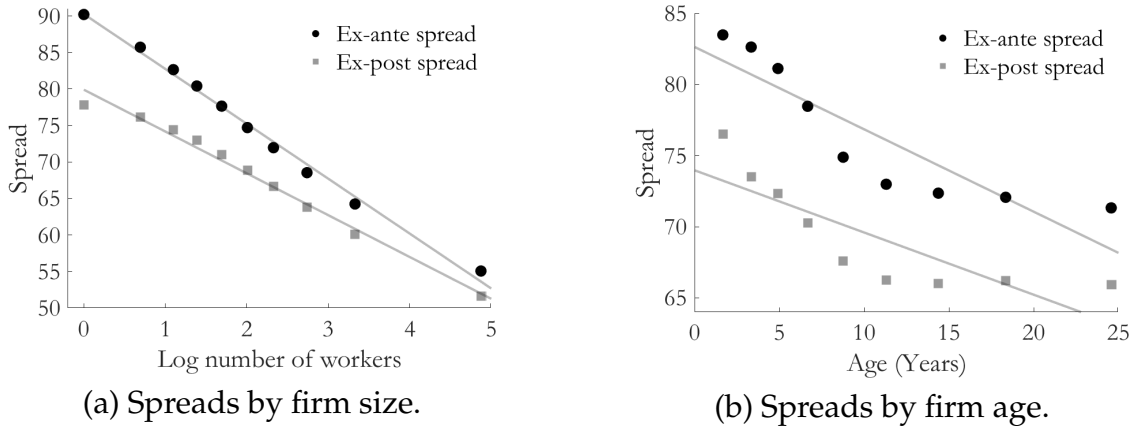 90
85
80
75
70
65
60
55
50
Spread
Ex-ante spread
Ex-post spread
0 1 2 3 4 5
Log number of workers
(a) Spreads by firm size.
85
80
75
70
65
Spread
Ex-ante spread
Ex-post spread
0 5 10 15 20 25
Age (Years)
(b) Spreads by firm age.